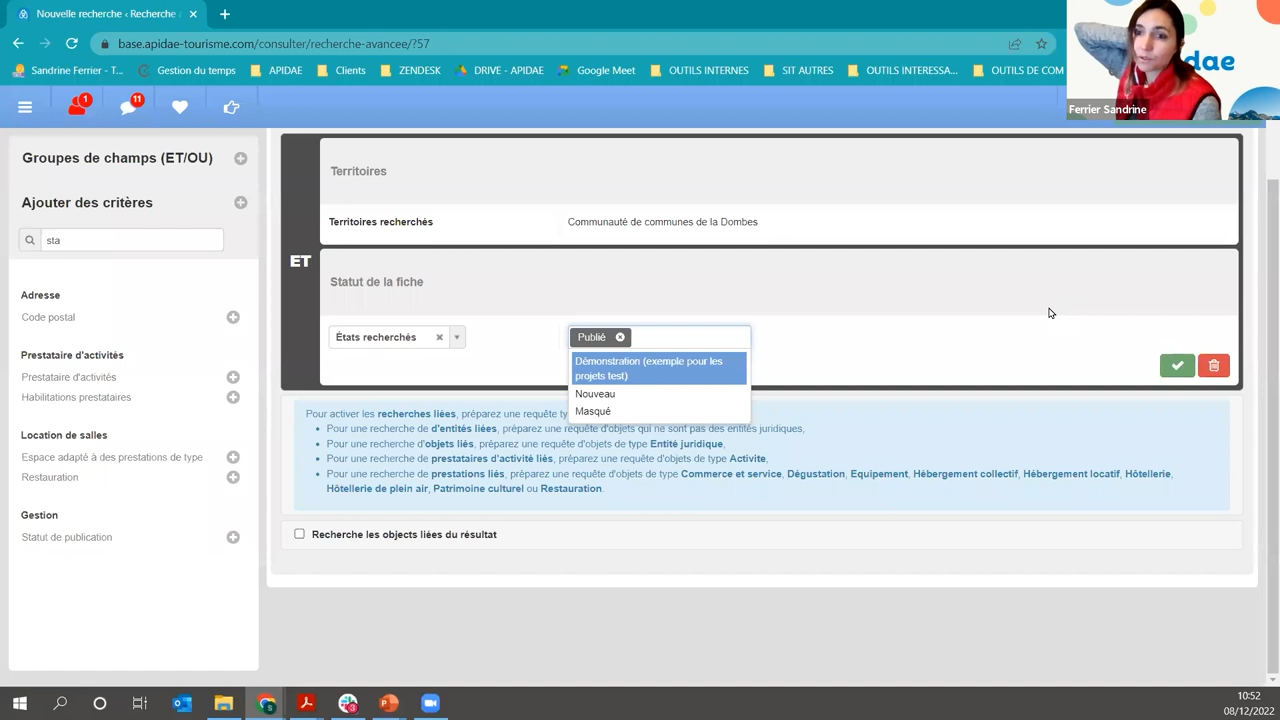 Nouvelle recherche ‹ Recherche
base.apidae-tourisme.com/consulter/recherche-avancee/?57
Sandrine Ferrier - T...
Gestion du temps
APIDAE
Clients
ZENDESK
DRIVE - APIDAE
Google Meet
OUTILS INTERNES
SIT AUTRES
OUTILS INTERESSA...
OUTILS DE COM
dae
Ferrier Sandrine
1
11
Groupes de champs (ET/OU)
Ajouter des critères
sta
Adresse
Code postal
Prestataire d'activités
Prestataire d'activités
Habilitations prestataires
Location de salles
Espace adapté à des prestations de type
Restauration
Gestion
Statut de publication
Territoires
Territoires recherchés
Communauté de communes de la Dombes
ET
Statut de la fiche
États recherchés
Publié
Démonstration (exemple pour les
projets test)
Nouveau
Masqué
Pour activer les recherches liées, préparez une requête ty
Pour une recherche de d'entités liées, préparez une requête d'objets qui ne sont pas des entités juridiques,
Pour une recherche d'objets liés, préparez une requête d'objets de type Entité juridique,
Pour une recherche de prestataires d'activité liés, préparez une requête d'objets de type Activite,
Pour une recherche de prestations liés, préparez une requête d'objets de type Commerce et service, Dégustation, Equipement, Hébergement collectif, Hébergement locatif, Hôtellerie,
Hôtellerie de plein air, Patrimoine culturel ou Restauration.
Recherche les objects liées du résultat
3
10:52
08/12/2022